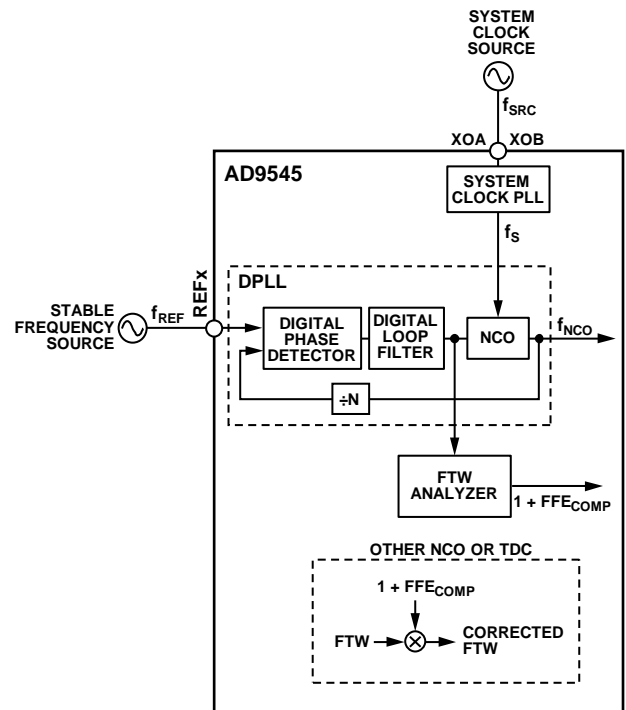 SYSTEM
CLOCK
SOURCE
fSRC
XOA
XOB
AD9545
SYSTEM
CLOCK PLL
fS
REFx
DPLL
STABLE
FREQUENCY
SOURCE
fREF
DIGITAL
PHASE
DETECTOR
DIGITAL
LOOP
FILTER
NCO
fNCO
÷N
FTW
ANALYZER
1 + FFECOMP
OTHER NCO OR TDC
1 + FFECOMP
FTW
CORRECTED
FTW